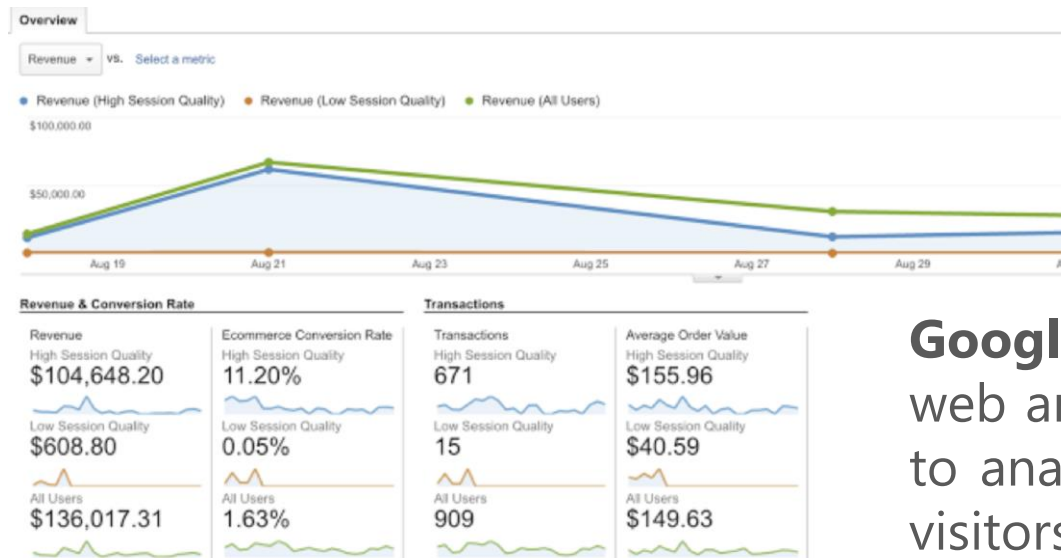 Overview
Revenue vs. Select a metric
Revenue (High Session Quality) Revenue (Low Session Quality) Revenue (All Users)
$100,000.00
$50,000.00
Aug 19 Aug 21 Aug 23 Aug 25 Aug 27 Aug 29
Revenue & Conversion Rate Transactions
Revenue Ecommerce Conversion Rate Transactions Average Order Value
High Session Quality High Session Quality High Session Quality High Session Quality
$104,648.20 11.20% 671 $155.96
Low Session Quality Low Session Quality Low Session Quality Low Session Quality
$608.80 0.05% 15 $40.59
All Users All Users All Users All Users
$136,017.31 1.63% 909 $149.63
Googl
web
to
visitors